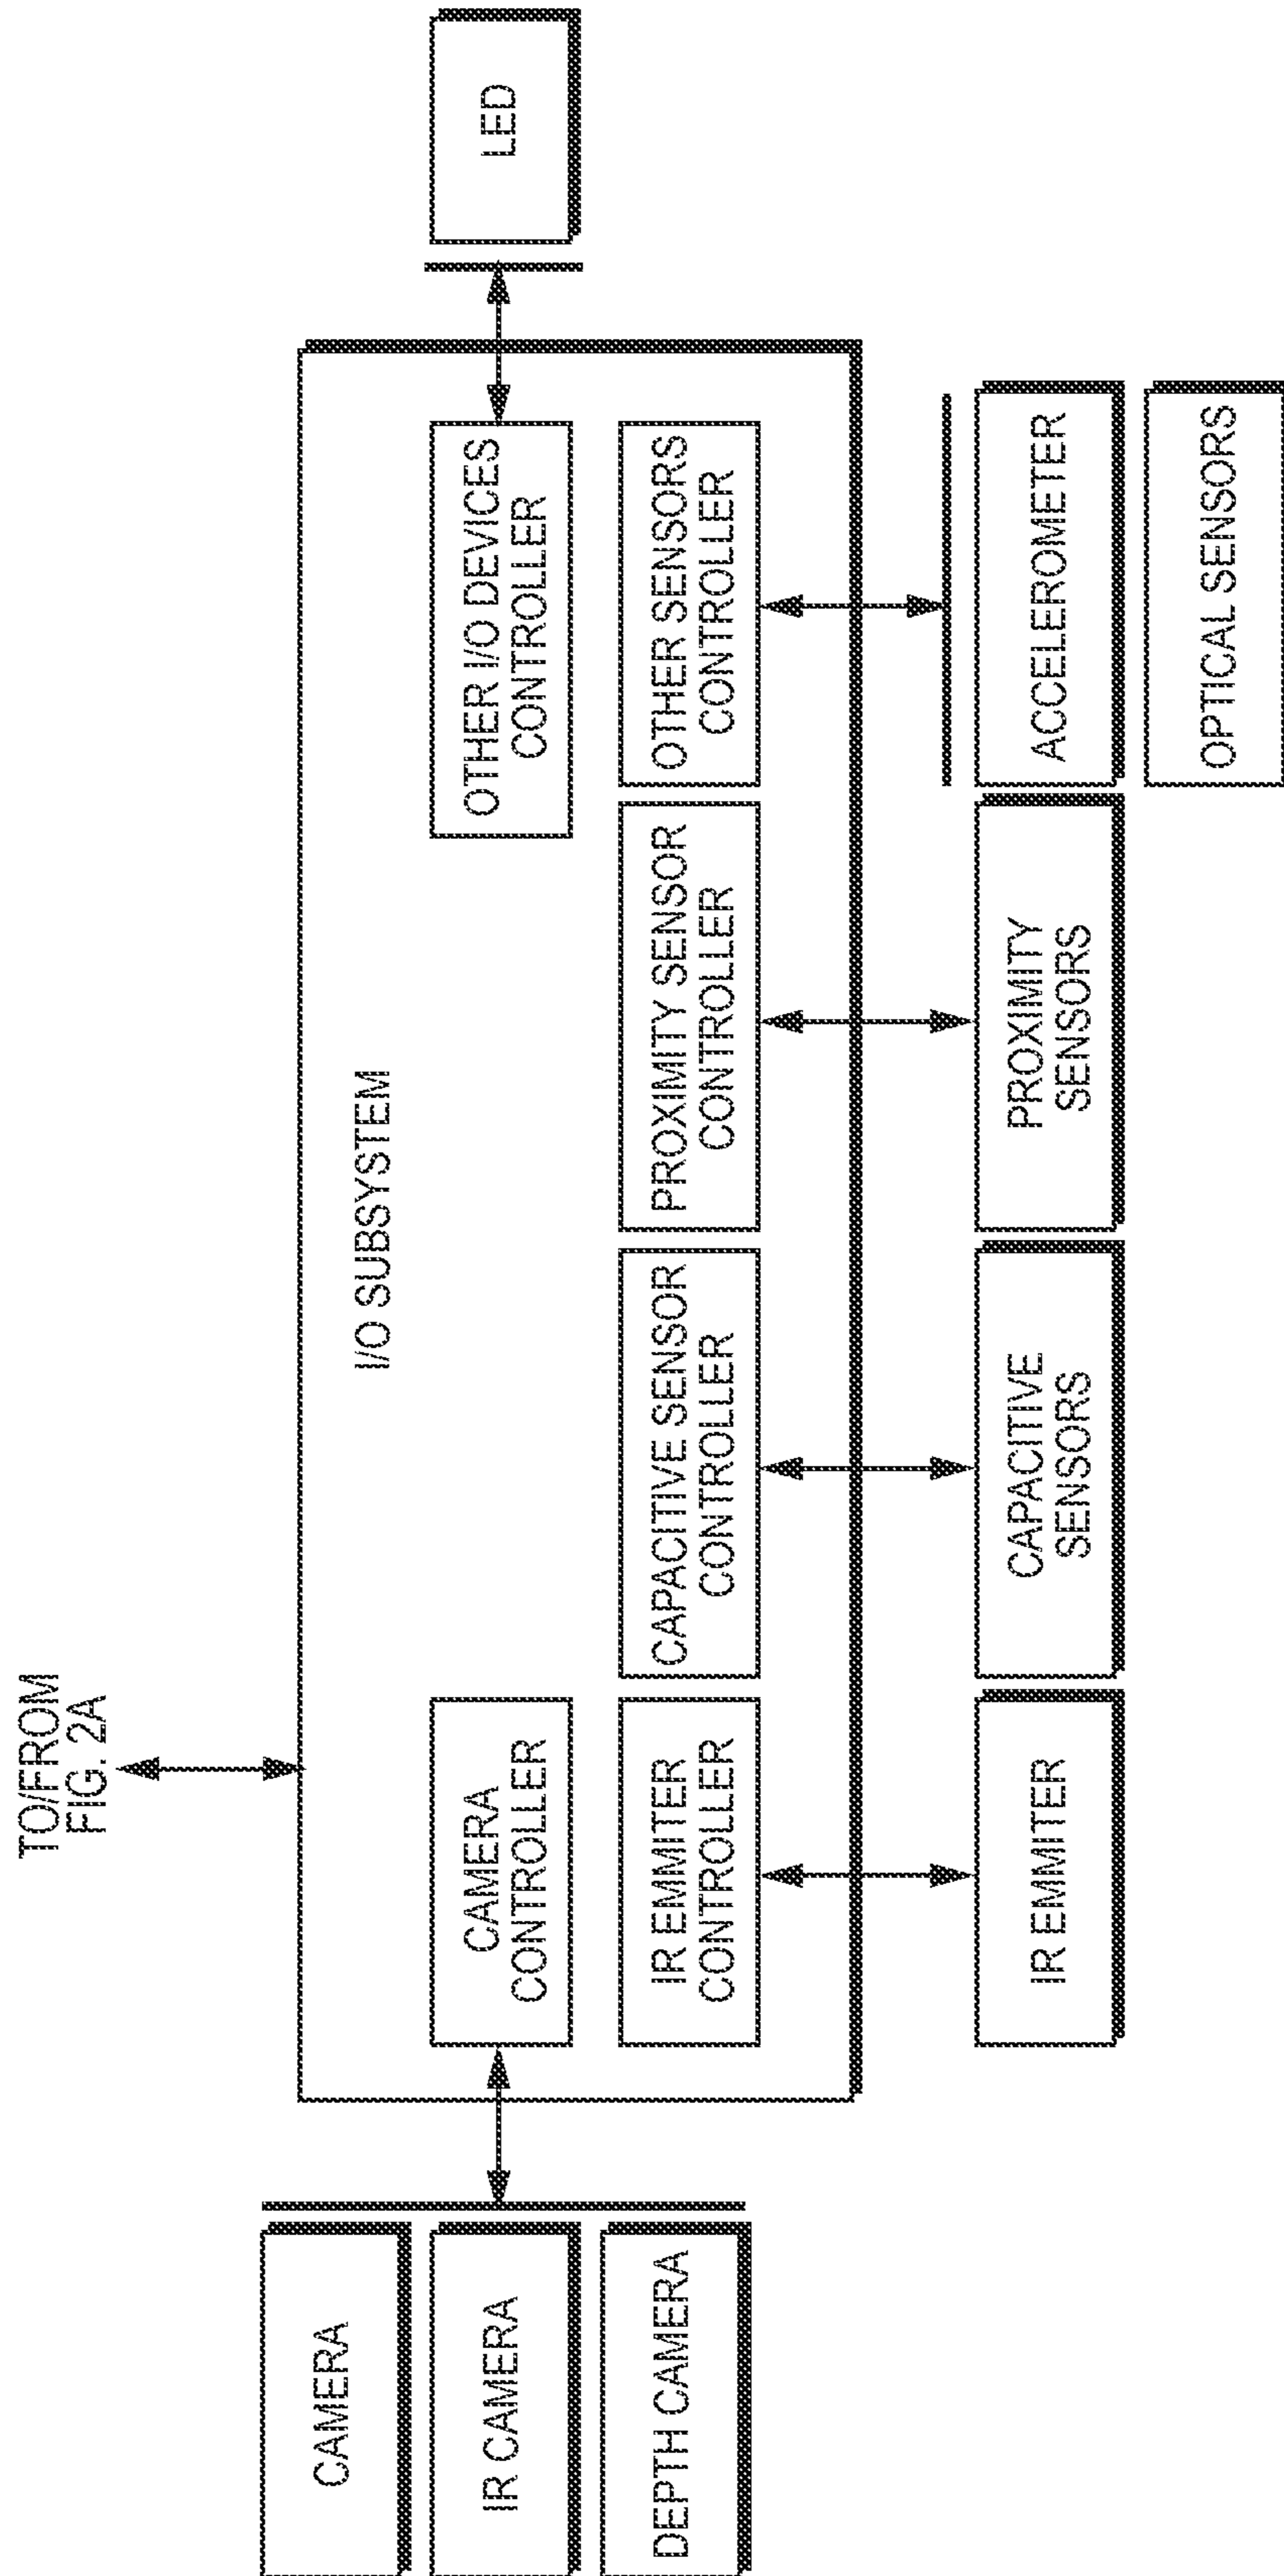 TO/FROM
FIG. 2A
I/O SUBSYSTEM
CAMERA
IR CAMERA
DEPTH CAMERA
CAMERA
CONTROLLER
OTHER I/O DEVICES
CONTROLLER
LED
IR EMMITER
CONTROLLER
CAPACITIVE SENSOR
CONTROLLER
PROXIMITY SENSOR
CONTROLLER
OTHER SENSORS
CONTROLLER
IR EMMITER
CAPACITIVE
SENSORS
PROXIMITY
SENSORS
ACCELEROMETER
OPTICAL SENSORS